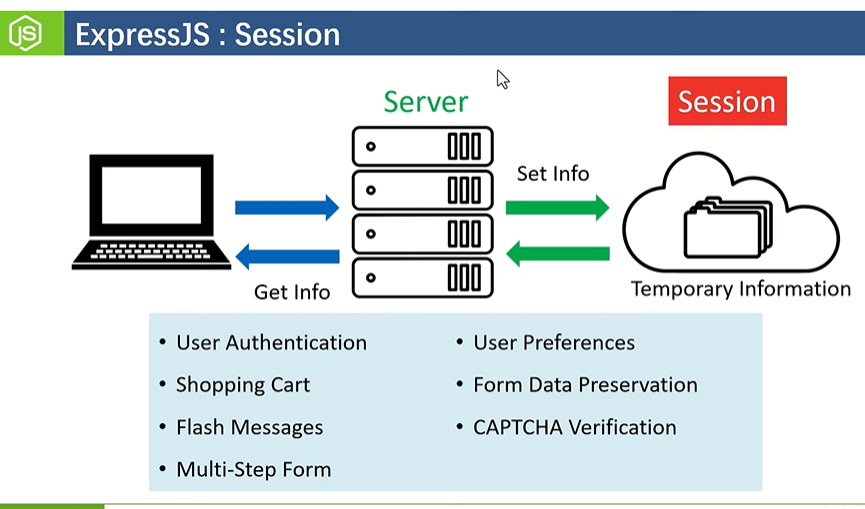 JS
ExpressJS : Session
Server
Session
Set Info
Get Info
Temporary Information
• User Authentication
• Shopping Cart
• Flash Messages
• Multi-Step Form
• User Preferences
• Form Data Preservation
• CAPTCHA Verification